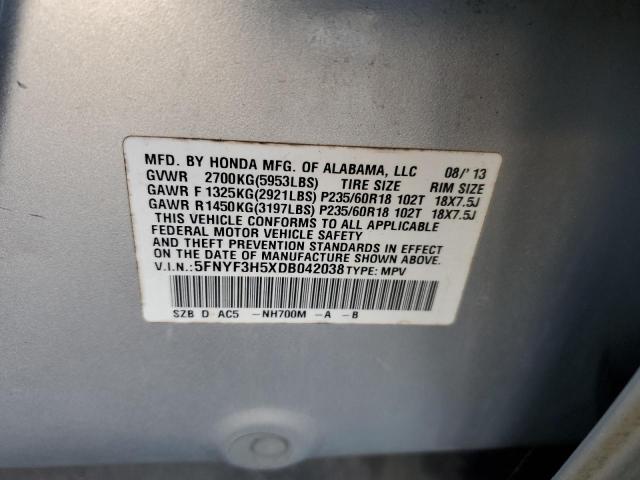 MFD. BY HONDA MFG. OF ALABAMA, LLC 08/'13
GVWR 2700KG(5953LBS) TIRE SIZE RIM SIZE
GAWR F 1325KG(2921LBS) P235/60R18 102T 18X7.5J
GAWR R1450KG(3197LBS) P235/60R18 102T 18X7.5J
THIS VEHICLE CONFORMS TO ALL APPLICABLE
FEDERAL MOTOR VEHICLE SAFETY
AND THEFT PREVENTION STANDARDS IN EFFECT
ON THE DATE OF MANUFACTURE SHOWN ABOVE.
V.I.N.:5FNYF3H5XDB042038 TYPE: MPV
SZB D AC5 -NH700M -A -B